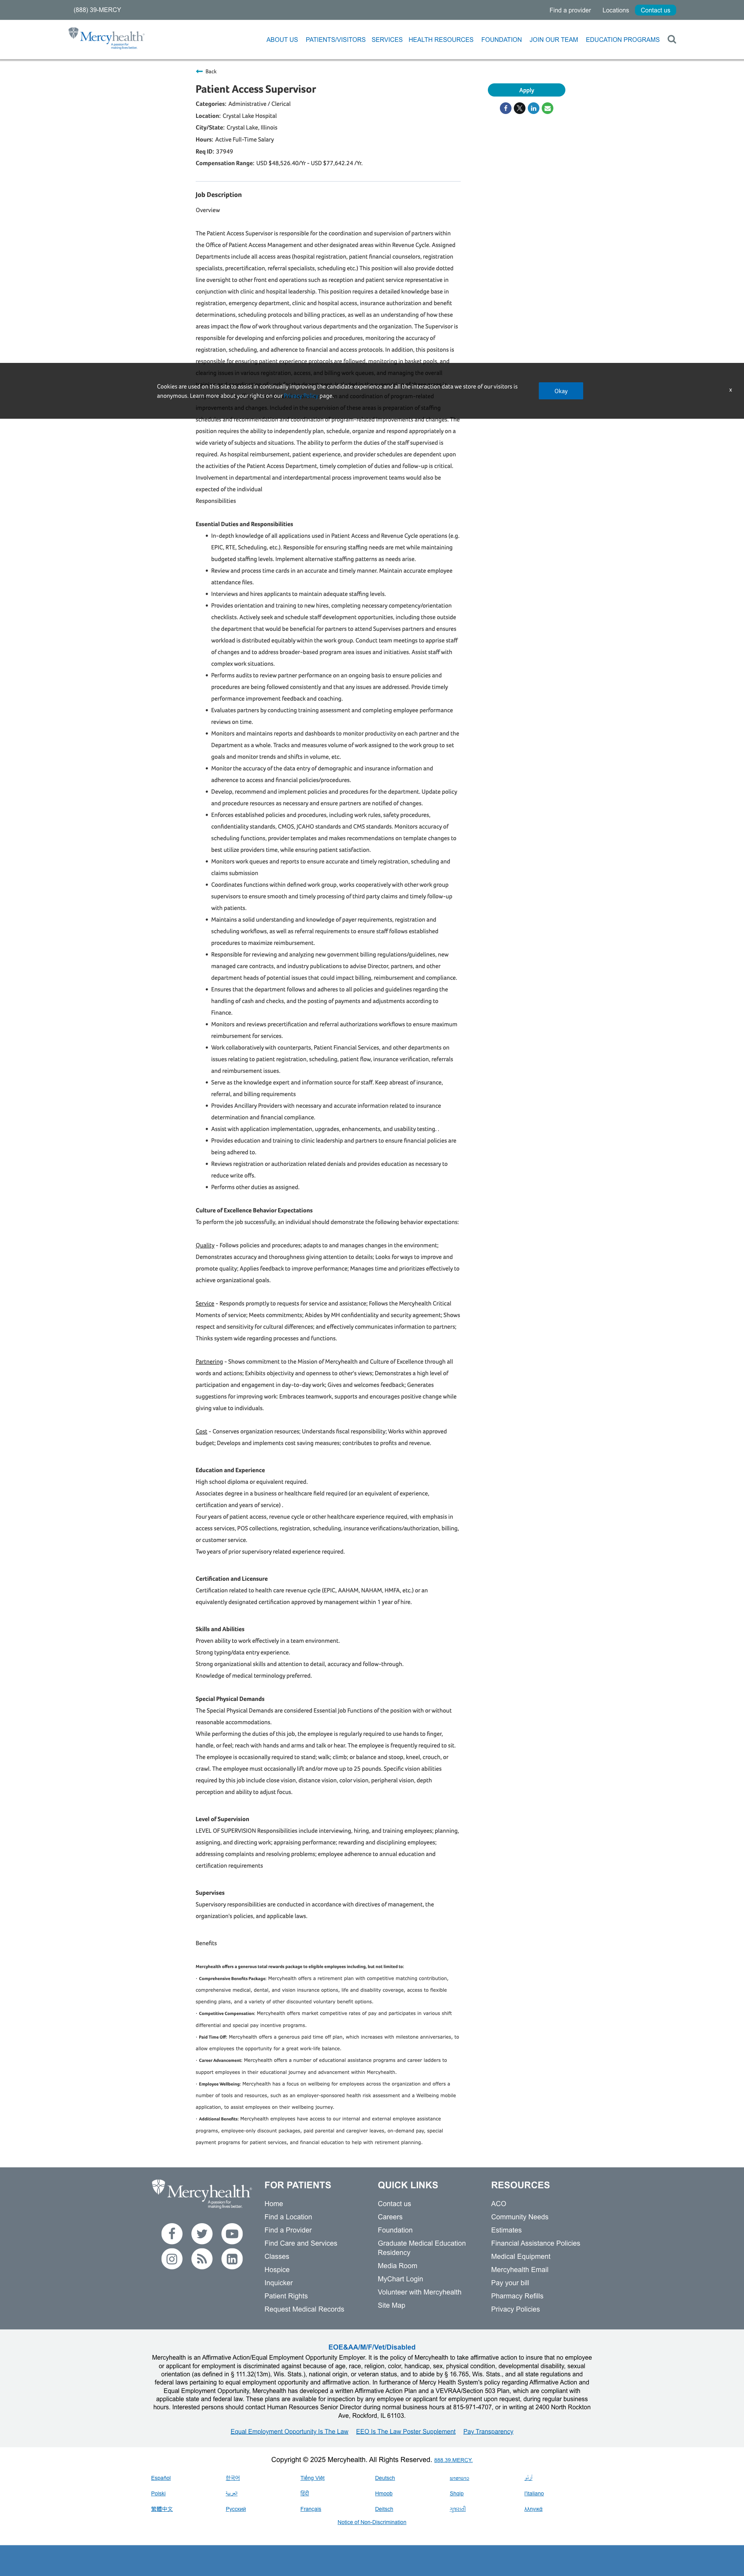 (888) 39-MERCY
Find a provider
Locations
Contact us
Mercyhealth
A passion for
making lives better.
ABOUT US
PATIENTS/VISITORS
SERVICES
HEALTH RESOURCES
FOUNDATION
JOIN OUR TEAM
EDUCATION PROGRAMS
Back
Patient Access Supervisor
Apply
Categories: Administrative / Clerical
Location: Crystal Lake Hospital
City/State: Crystal Lake, Illinois
Hours: Active Full-Time Salary
Req ID: 37949
Compensation Range: USD $48,526.40/Yr - USD $77,642.24 /Yr.
Job Description
Overview
The Patient Access Supervisor is responsible for the coordination and supervision of partners within
the Office of Patient Access Management and other designated areas within Revenue Cycle. Assigned
Departments include all access areas (hospital registration, patient financial counselors, registration
specialists, precertification, referral specialists, scheduling etc.) This position will also provide dotted
line oversight to other front end operations such as reception and patient service representative in
conjunction with clinic and hospital leadership. This position requires a detailed knowledge base in
registration, emergency department, clinic and hospital access, insurance authorization and benefit
determinations, scheduling protocols and billing practices, as well as an understanding of how these
areas impact the flow of work throughout various departments and the organization. The Supervisor is
responsible for developing and enforcing policies and procedures, monitoring the accuracy of
registration, scheduling, and adherence to financial and access protocols. In addition, this positons is
responsible for ensuring patient experience protocols are followed, monitoring in basket pools, and
clearing issues in various registration, access, and billing work queues, and managing the overall
Cookies are used on this site to assist in continually improving the candidate experience and all the interaction data we store of our visitors is
anonymous. Learn more about your rights on our page.
Okay
x
schedules and recommendation and coordination of program-related improvements and changes. The
position requires the ability to independently plan, schedule, organize and respond appropriately on a
wide variety of subjects and situations. The ability to perform the duties of the staff supervised is
required. As hospital reimbursement, patient experience, and provider schedules are dependent upon
the activities of the Patient Access Department, timely completion of duties and follow-up is critical.
Involvement in departmental and interdepartmental process improvement teams would also be
expected of the individual
Responsibilities
Essential Duties and Responsibilities
• In-depth knowledge of all applications used in Patient Access and Revenue Cycle operations (e.g.
EPIC, RTE, Scheduling, etc.). Responsible for ensuring staffing needs are met while maintaining
budgeted staffing levels. Implement alternative staffing patterns as needs arise.
• Review and process time cards in an accurate and timely manner. Maintain accurate employee
attendance files.
• Interviews and hires applicants to maintain adequate staffing levels.
• Provides orientation and training to new hires, completing necessary competency/orientation
checklists. Actively seek and schedule staff development opportunities, including those outside
the department that would be beneficial for partners to attend Supervises partners and ensures
workload is distributed equitably within the work group. Conduct team meetings to apprise staff
of changes and to address broader-based program area issues and initiatives. Assist staff with
complex situations.
• Performs audits to review partner performance on an ongoing basis to ensure policies and
procedures are being followed consistently and that any issues are addressed. Provide timely
performance improvement feedback and coaching.
• Evaluates partners by conducting training assessment and completing employee performance
reviews on time.
• Monitors and maintains reports and dashboards to monitor productivity on each partner and the
Department as a whole. Tracks and measures volume of work assigned to the work group to set
goals and monitor trends and shifts in volume, etc.
• Monitor the accuracy of the data entry of demographic and insurance information and
adherence to access and financial policies/procedures.
• Develop, recommend and implement policies and procedures for the department. Update policy
and procedure resources as necessary and ensure partners are notified of changes.
• Enforces established policies and procedures, including work rules, safety procedures,
confidentiality standards, CMOS, JCAHO standards and CMS standards. Monitors accuracy of
scheduling functions, provider templates and makes recommendations on template changes to
best utilize providers time, while ensuring patient satisfaction.
• Monitors work queues and reports to ensure accurate and timely registration, scheduling and
claims submission
• Coordinates functions within defined work group, works cooperatively with other work group
supervisors to ensure smooth and timely processing of third party claims and timely follow-up
with patients.
• Maintains a solid understanding and knowledge of payer requirements, registration and
scheduling workflows, as well as referral requirements to ensure staff follows established
procedures to maximize reimbursement.
• Responsible for reviewing and analyzing new government billing regulations/guidelines, new
managed care contracts, and industry publications to advise Director, partners, and other
department heads of potential issues that could impact billing, reimbursement and compliance.
• Ensures that the department follows and adheres to all policies and guidelines regarding the
handling of cash and checks, and the posting of payments and adjustments according to
Finance.
• Monitors and reviews precertification and referral authorizations workflows to ensure maximum
reimbursement for services.
• Work collaboratively with counterparts, Patient Financial Services, and other departments on
issues relating to patient registration, scheduling, patient flow, insurance verification, referrals
and reimbursement issues.
• Serve as the knowledge expert and information source for staff. Keep abreast of insurance,
referral, and billing requirements
• Provides Ancillary Providers with necessary and accurate information related to insurance
determination and financial compliance.
• Assist with application implementation, upgrades, enhancements, and usability testing. .
• Provides education and training to clinic leadership and partners to ensure financial policies are
being adhered to.
• Reviews registration or authorization related denials and provides education as necessary to
reduce write offs.
• Performs other duties as assigned.
Culture of Excellence Behavior Expectations
To perform the job successfully, an individual should demonstrate the following behavior expectations:
Quality - Follows policies and procedures; adapts to and manages changes in the environment;
Demonstrates accuracy and thoroughness giving attention to details; Looks for ways to improve and
promote quality; Applies feedback to improve performance; Manages time and prioritizes effectively to
achieve organizational goals.
Service - Responds promptly to requests for service and assistance; Follows the Mercyhealth Critical
Moments of service; Meets commitments; Abides by MH confidentiality and security agreement; Shows
respect and sensitivity for cultural differences; and effectively communicates information to partners;
Thinks system wide regarding processes and functions.
Partnering - Shows commitment to the Mission of Mercyhealth and Culture of Excellence through all
words and actions; Exhibits objectivity and openness to other's views; Demonstrates a high level of
participation and engagement in day-to-day work; Gives and welcomes feedback; Generates
suggestions for improving work: Embraces teamwork, supports and encourages positive change while
giving value to individuals.
Cost - Conserves organization resources; Understands fiscal responsibility; Works within approved
budget; Develops and implements cost saving measures; contributes to profits and revenue.
Education and Experience
High school diploma or equivalent required.
Associates degree in a business or healthcare field required (or an equivalent of experience,
certification and years of service) .
Four years of patient access, revenue cycle or other healthcare experience required, with emphasis in
access services, POS collections, registration, scheduling, insurance verifications/authorization, billing,
or customer service.
Two years of prior supervisory related experience required.
Certification and Licensure
Certification related to health care revenue cycle (EPIC, AAHAM, NAHAM, HMFA, etc.) or an
equivalently designated certification approved by management within 1 year of hire.
Skills and Abilities
Proven ability to work effectively in a team environment.
Strong typing/data entry experience.
Strong organizational skills and attention to detail, accuracy and follow-through.
Knowledge of medical terminology preferred.
Special Physical Demands
The Special Physical Demands are considered Essential Job Functions of the position with or without
reasonable accommodations.
While performing the duties of this job, the employee is regularly required to use hands to finger,
handle, or feel; reach with hands and arms and talk or hear. The employee is frequently required to sit.
The employee is occasionally required to stand; walk; climb; or balance and stoop, kneel, crouch, or
crawl. The employee must occasionally lift and/or move up to 25 pounds. Specific vision abilities
required by this job include close vision, distance vision, color vision, peripheral vision, depth
perception and ability to adjust focus.
Level of Supervision
LEVEL OF SUPERVISION Responsibilities include interviewing, hiring, and training employees; planning,
assigning, and directing work; appraising performance; rewarding and disciplining employees;
addressing complaints and resolving problems; employee adherence to annual education and
certification requirements
Supervises
Supervisory responsibilities are conducted in accordance with directives of management, the
organization's policies, and applicable laws.
Benefits
Mercyhealth offers a generous total rewards package to eligible employees including, but not limited to:
· Comprehensive Benefits Package: Mercyhealth offers a retirement plan with competitive matching contribution,
comprehensive medical, dental, and vision insurance options, life and disability coverage, access to flexible
spending plans, and a variety of other discounted voluntary benefit options.
· Competitive Compensation: Mercyhealth offers market competitive rates of pay and participates in various shift
differential and special pay incentive programs.
· Paid Time Off: Mercyhealth offers a generous paid time off plan, which increases with milestone anniversaries, to
allow employees the opportunity for a great work-life balance.
· Career Advancement: Mercyhealth offers a number of educational assistance programs and career ladders to
support employees in their educational journey and advancement within Mercyhealth.
· Employee Wellbeing: Mercyhealth has a focus on wellbeing for employees across the organization and offers a
number of tools and resources, such as an employer-sponsored health risk assessment and a Wellbeing mobile
application, to assist employees on their wellbeing journey.
· Additional Benefits: Mercyhealth employees have access to our internal and external employee assistance
programs, employee-only discount packages, paid parental and caregiver leaves, on-demand pay, special
payment programs for patient services, and financial education to help with retirement planning.
Mercyhealth
A passion for
making lives better.
FOR PATIENTS
Home
Find a Location
Find a Provider
Find Care and Services
Classes
Hospice
Inquicker
Patient Rights
Request Medical Records
QUICK LINKS
Contact us
Careers
Foundation
Graduate Medical Education
Residency
Media Room
MyChart Login
Volunteer with Mercyhealth
Site Map
RESOURCES
ACO
Community Needs
Estimates
Financial Assistance Policies
Medical Equipment
Mercyhealth Email
Pay your bill
Pharmacy Refills
Privacy Policies
EOE&AA/M/F/Vet/Disabled
Mercyhealth is an Affirmative Action/Equal Employment Opportunity Employer. It is the policy of Mercyhealth to take affirmative action to insure that no employee
or applicant for employment is discriminated against because of age, race, religion, color, handicap, sex, physical condition, developmental disability, sexual
orientation (as defined in § 111.32(13m), Wis. Stats.), national origin, or veteran status, and to abide by § 16.765, Wis. Stats., and all state regulations and
federal laws pertaining to equal employment opportunity and affirmative action. In furtherance of Mercy Health System's policy regarding Affirmative Action and
Equal Employment Opportunity, Mercyhealth has developed a written Affirmative Action Plan and a VEVRAA/Section 503 Plan, which are compliant with
applicable state and federal law. These plans are available for inspection by any employee or applicant for employment upon request, during regular business
hours. Interested persons should contact Human Resources Senior Director during normal business hours at 815-971-4707, or in writing at 2400 North Rockton
Ave, Rockford, IL 61103.
Equal Employment Opportunity Is The Law
EEO Is The Law Poster Supplement
Pay Transparency
Copyright © 2025 Mercyhealth. All Rights Reserved. 888.39.MERCY.
Español
한국어
Tiếng Việt
Deutsch
ພາສາລາວ
اُردُو
Polski
العربية
हिंदी
Hmoob
Shqip
l'Italiano
繁體中文
Русский
Français
Deitsch
ગુજરાતી
λληνικά
Notice of Non-Discrimination